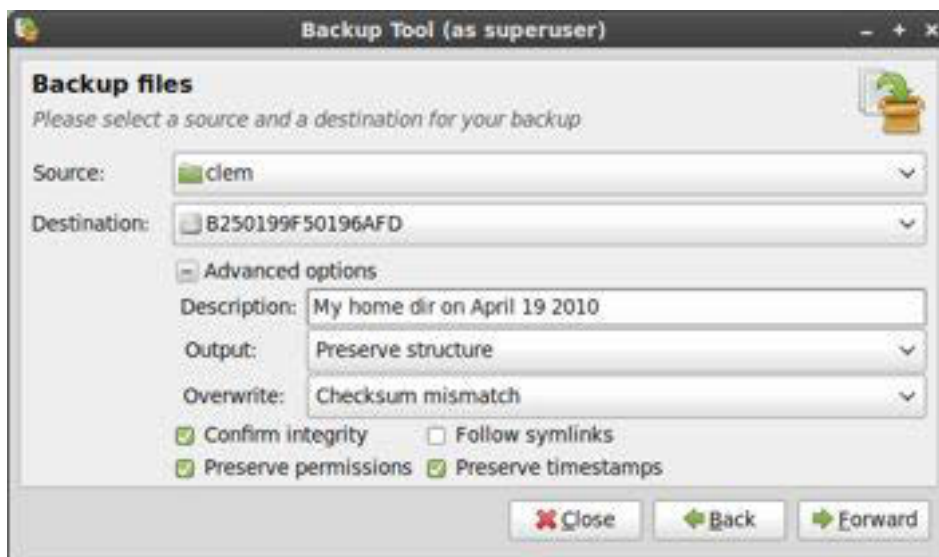 Backup Tool (as superuser)
Backup files
Please select a source and a destination for your backup
Source: clem
Destination: B250199F50196AFD
Advanced options
Description: My home dir on April 19 2010
Output: Preserve structure
Overwrite: Checksum mismatch
Confirm integrity Follow symlinks
Preserve permissions Preserve timestamps
Close Back Forward